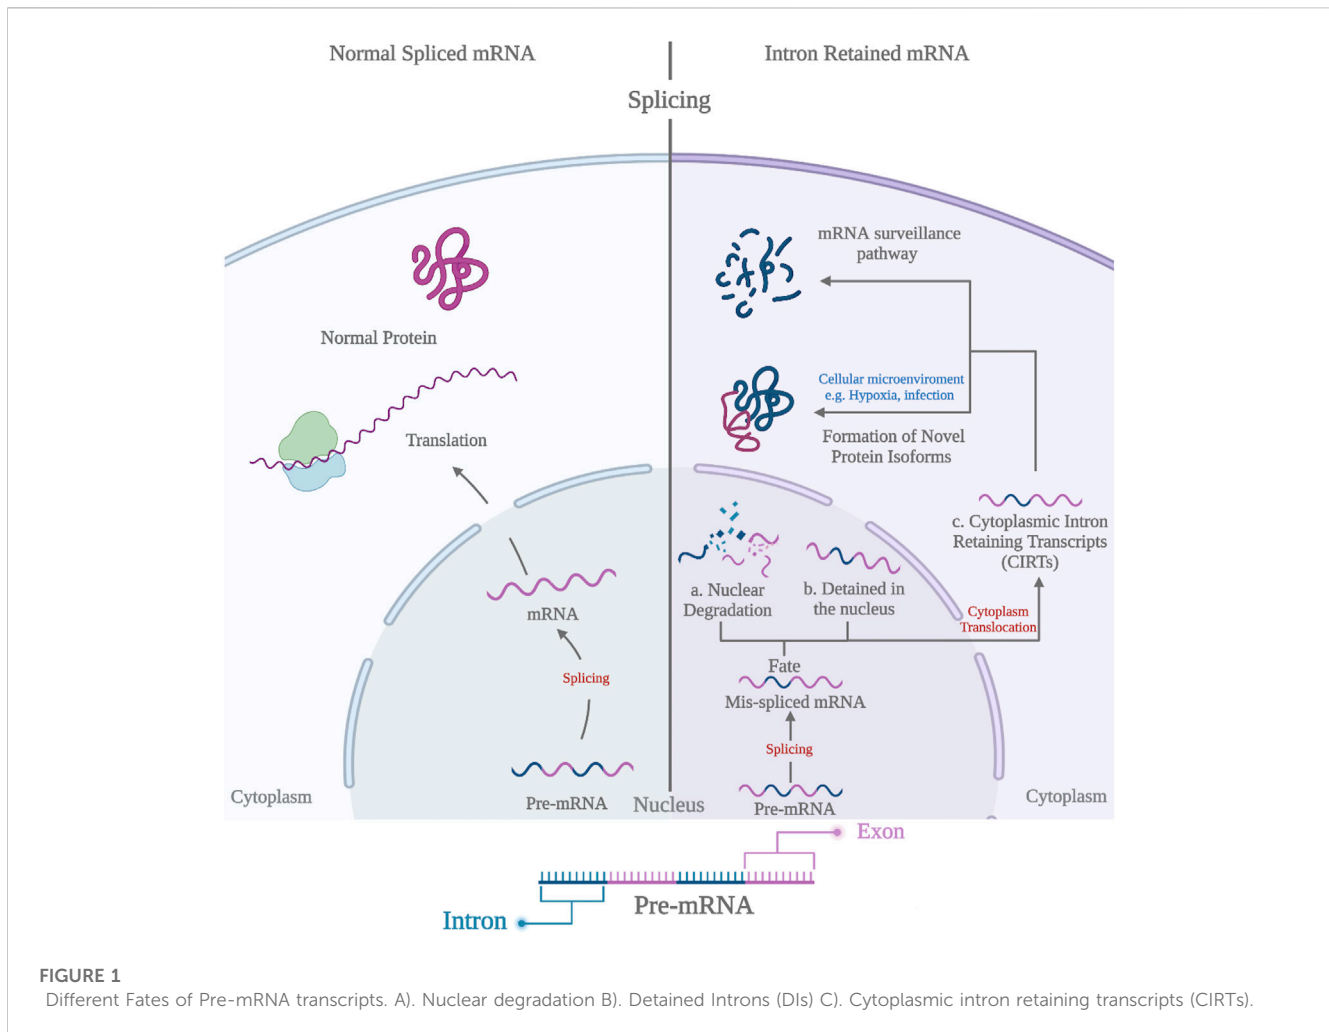 Normal Spliced mRNA
Intron Retained mRNA
Splicing
mRNA surveillance
pathway
Normal Protein
Cellular microenviroment
e.g. Hypoxia, infection
Formation of Novel
Protein Isoforms
Translation
c. Cytoplasmic Intron
Retaining Transcripts
(CIRTs)
a. Nuclear
Degradation
b. Detained in
the nucleus
mRNA
Cytoplasm
Translocation
Fate
Splicing
Mis-spliced mRNA
Splicing
Cytoplasm
Pre-mRNA
Nucleus
Pre-mRNA
Cytoplasm
Exon
Pre-mRNA
Intron
FIGURE 1
Different Fates of Pre-mRNA transcripts. A). Nuclear degradation B). Detained Introns (DIs) C). Cytoplasmic intron retaining transcripts (CIRTs).